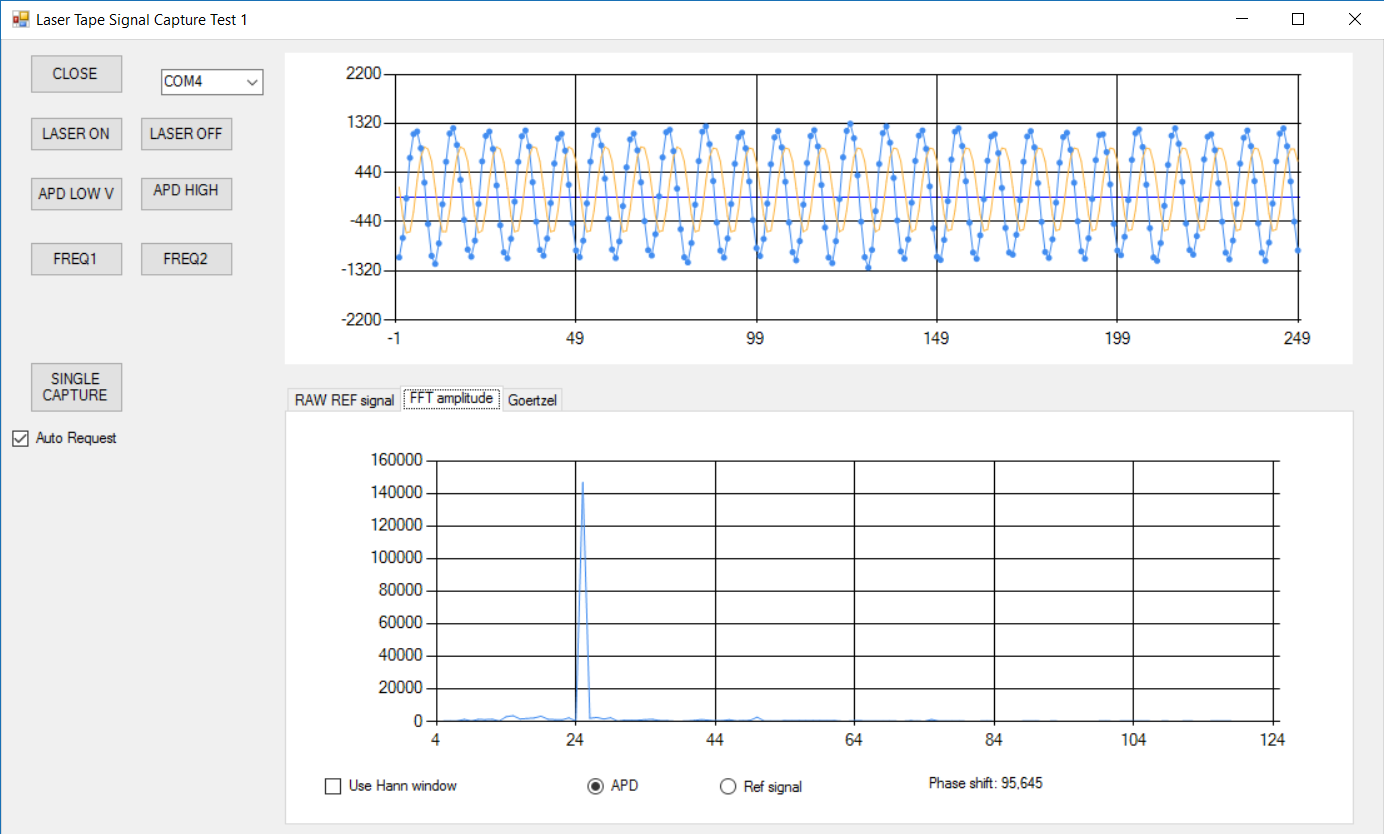 Laser Tape Signal Capture Test 1
CLOSE
COM4
LASER ON
LASER OFF
APD LOW V
APD HIGH
FREQ1
FREQ2
SINGLE
CAPTURE
Auto Request
2200
1320
440
-440
-1320
-2200
-1 49 99 149 199 249
RAW REF signal
FFT amplitude
Goertzel
160000
140000
120000
100000
80000
60000
40000
20000
0
4 24 44 64 84 104 124
Use Hann window
APD
Ref signal
Phase shift: 95,645